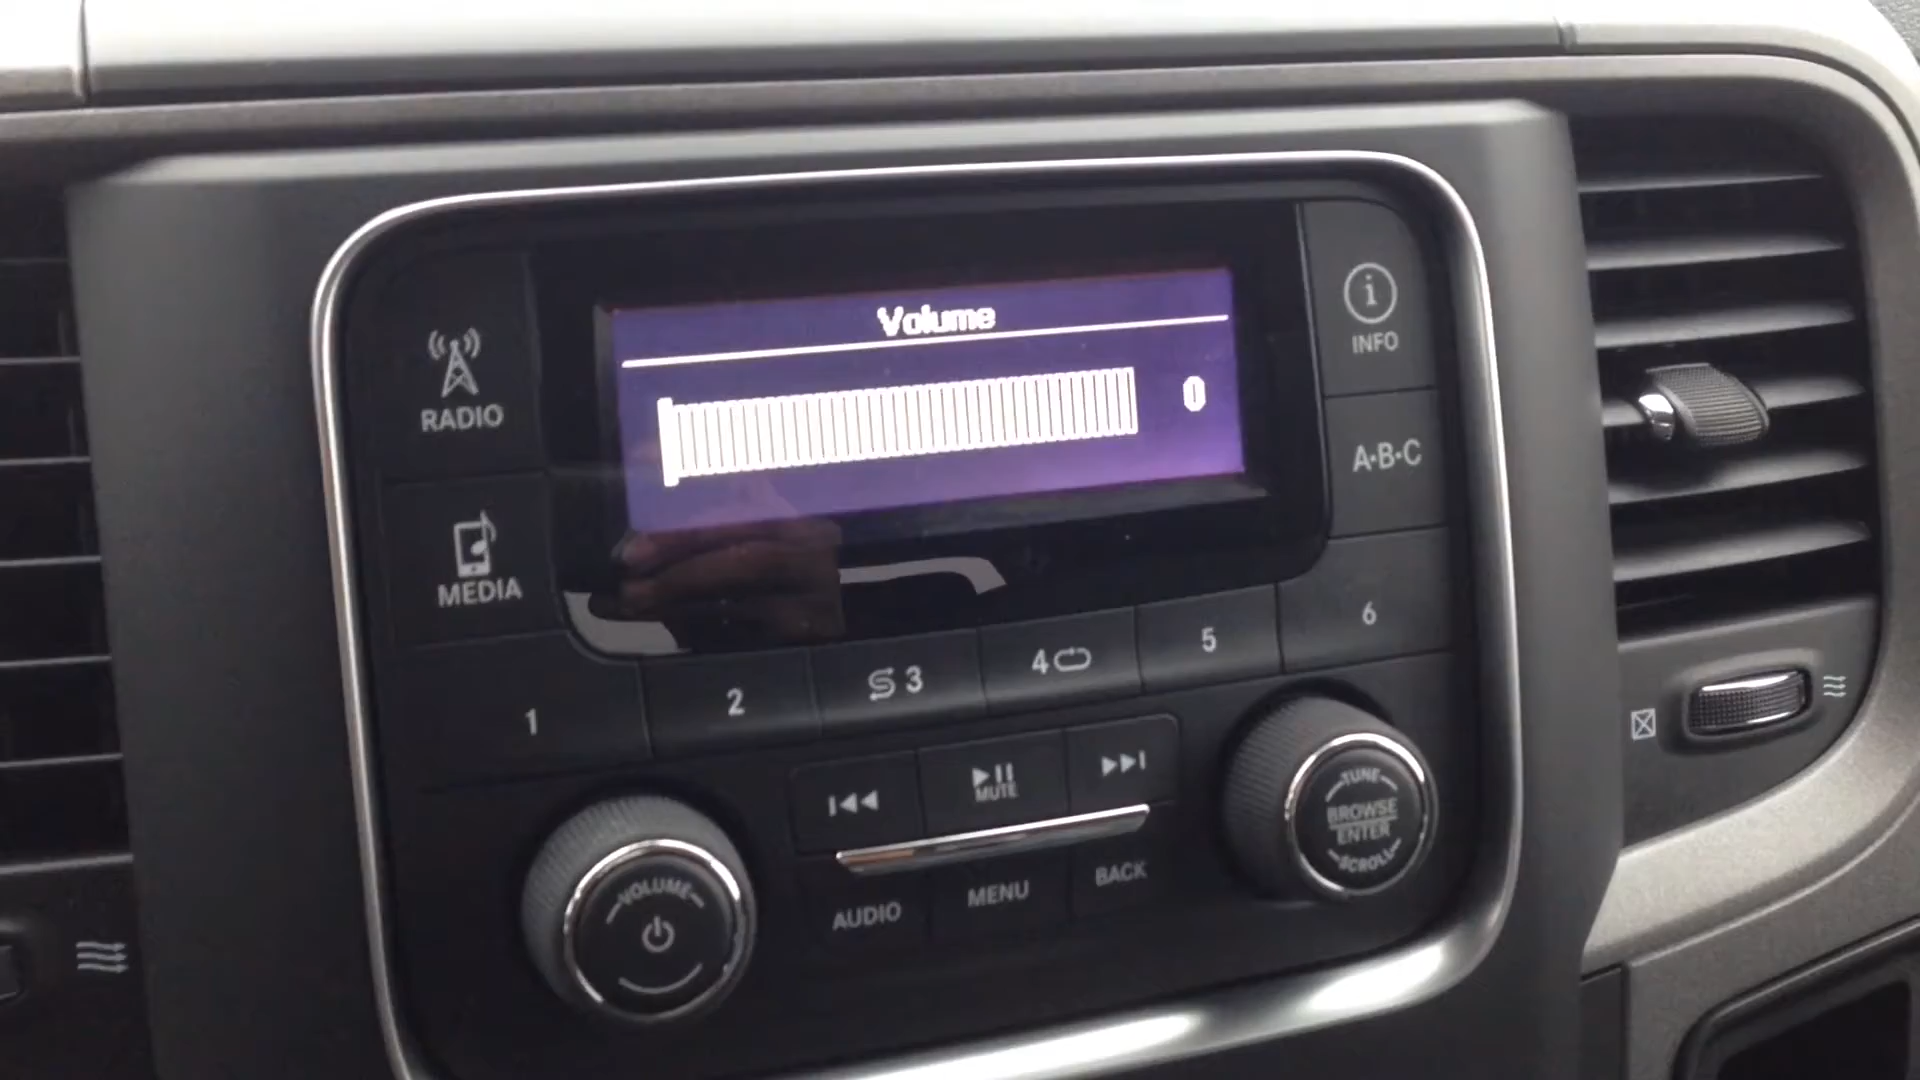 Volume
0
RADIO
MEDIA
i
INFO
A·B·C
1
2
3
4
5
6
MUTE
AUDIO
MENU
BACK
VOLUME
TUNE
BROWSE
ENTER
SCROLL